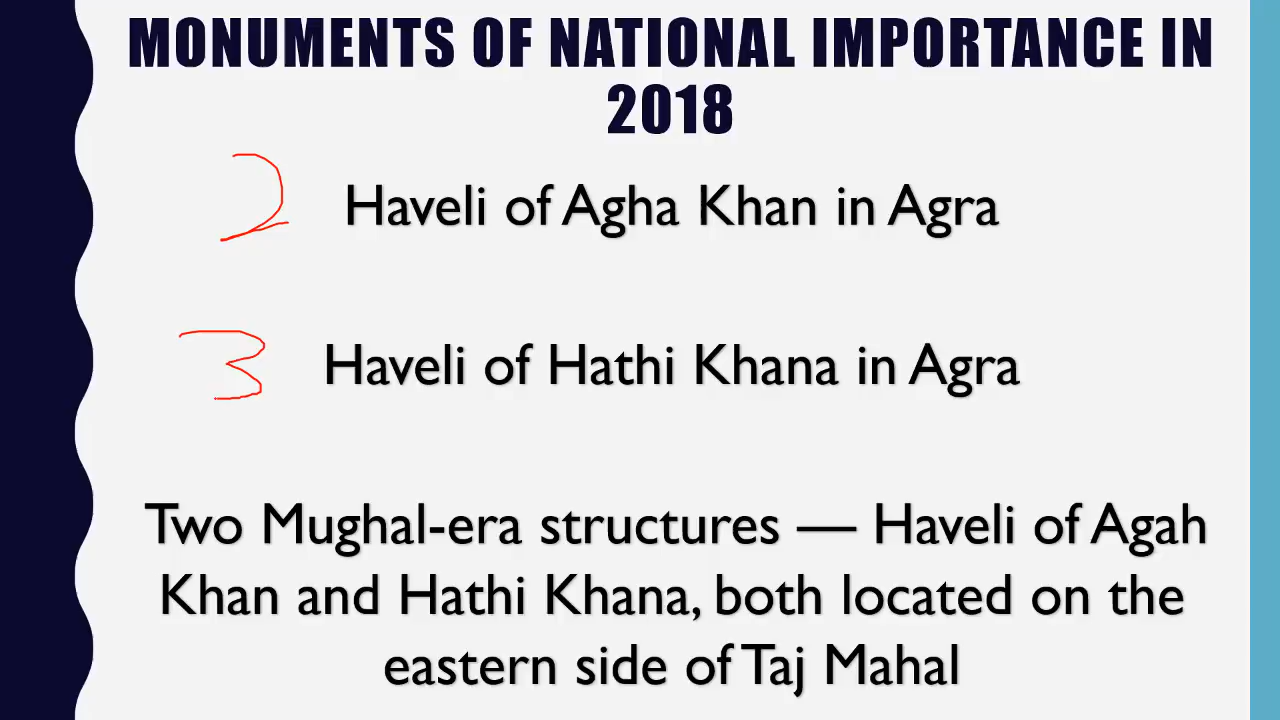 MONUMENTS OF NATIONAL IMPORTANCE IN
2018
2 Haveli of Agha Khan in Agra
3 Haveli of Hathi Khana in Agra
Two Mughal-era structures — Haveli of Agah
Khan and Hathi Khana, both located on the
eastern side of Taj Mahal